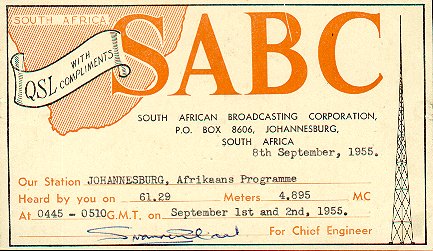 SOUTH AFRICA
SABC
QSL WITH COMPLIMENTS
SOUTH AFRICAN BROADCASTING CORPORATION,
P.O. BOX 8606, JOHANNESBURG,
SOUTH AFRICA
8th September, 1955.
Our Station JOHANNESBURG, Afrikaans Programme
Heard by you on 61.29 Meters 4.895 MC
At 0445 - 0510 G.M.T. on September 1st and 2nd, 1955.
For Chief Engineer